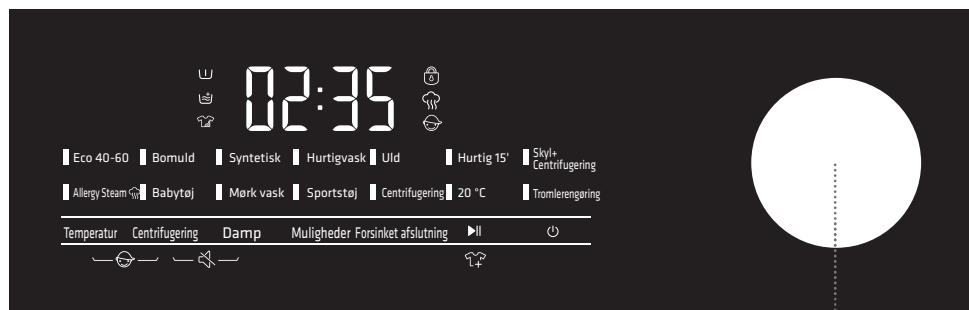 02:35
Eco 40-60 Bomuld Syntetisk Hurtigvask Uld Hurtig 15' Skyl+
Centrifugering
Allergy Steam Babytøj Mørk vask Sportstøj Centrifugering 20 °C Tromlerengøring
Temperatur Centrifugering Damp Muligheder Forsinket afslutning